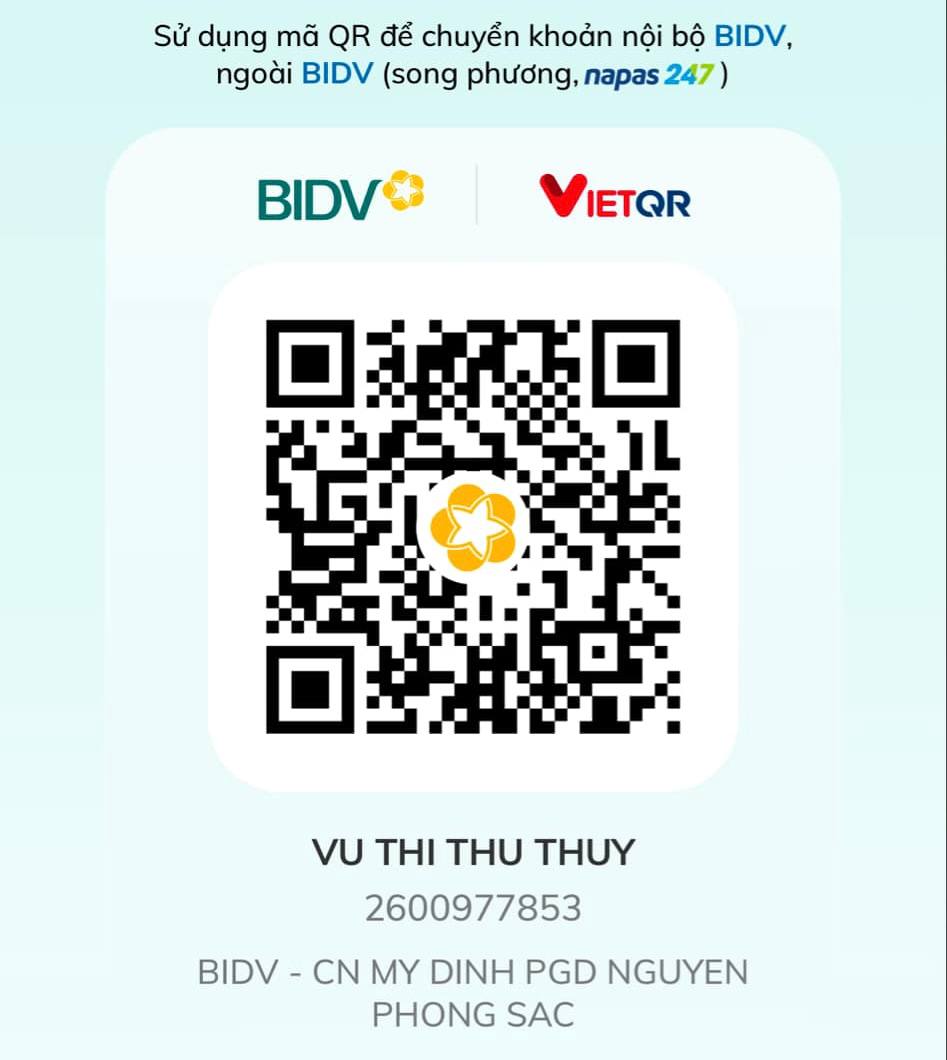 Sử dụng mã QR để chuyển khoản nội bộ BIDV,
ngoài BIDV (song phương, napas 247)
BIDV
VIETQR
VU THI THU THUY
2600977853
BIDV - CN MY DINH PGD NGUYEN
PHONG SAC